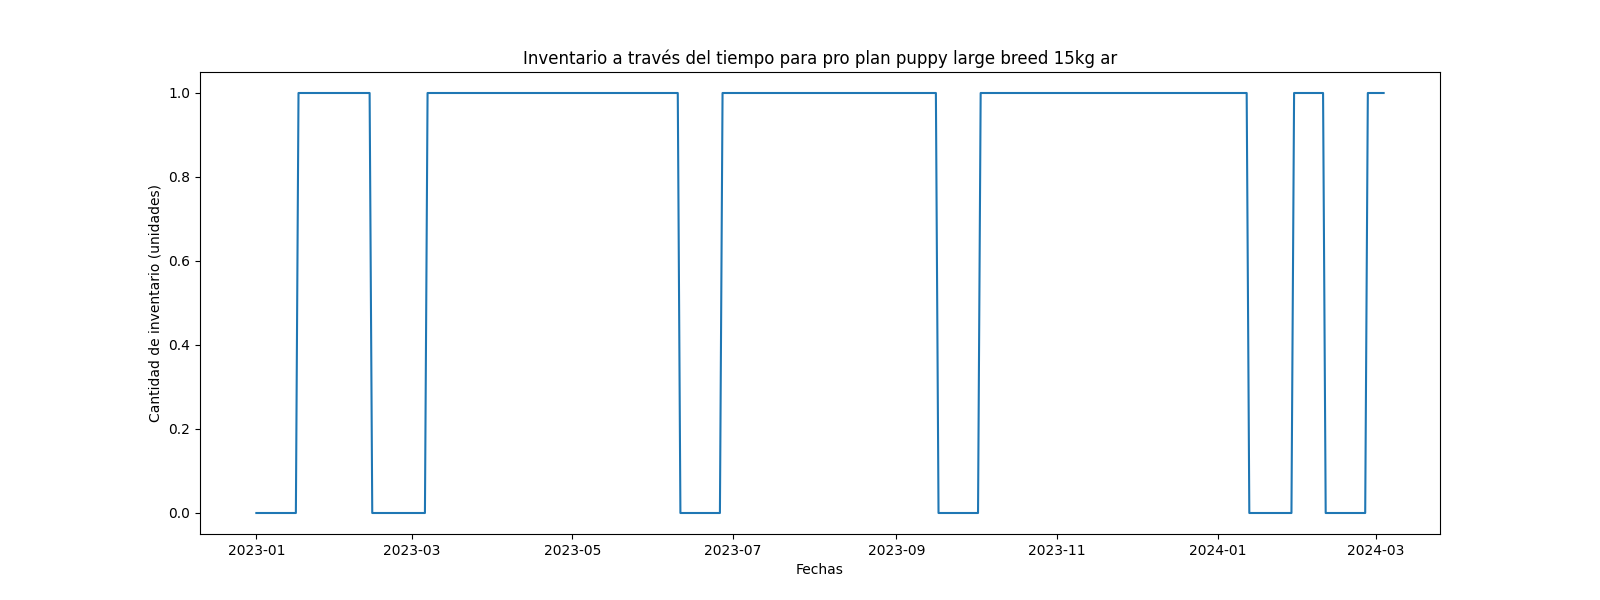 Inventario a través del tiempo para pro plan puppy large breed 15kg ar
Cantidad de inventario (unidades)
1.0
0.8
0.6
0.4
0.2
0.0
2023-01 2023-03 2023-05 2023-07 2023-09 2023-11 2024-01 2024-03
Fechas